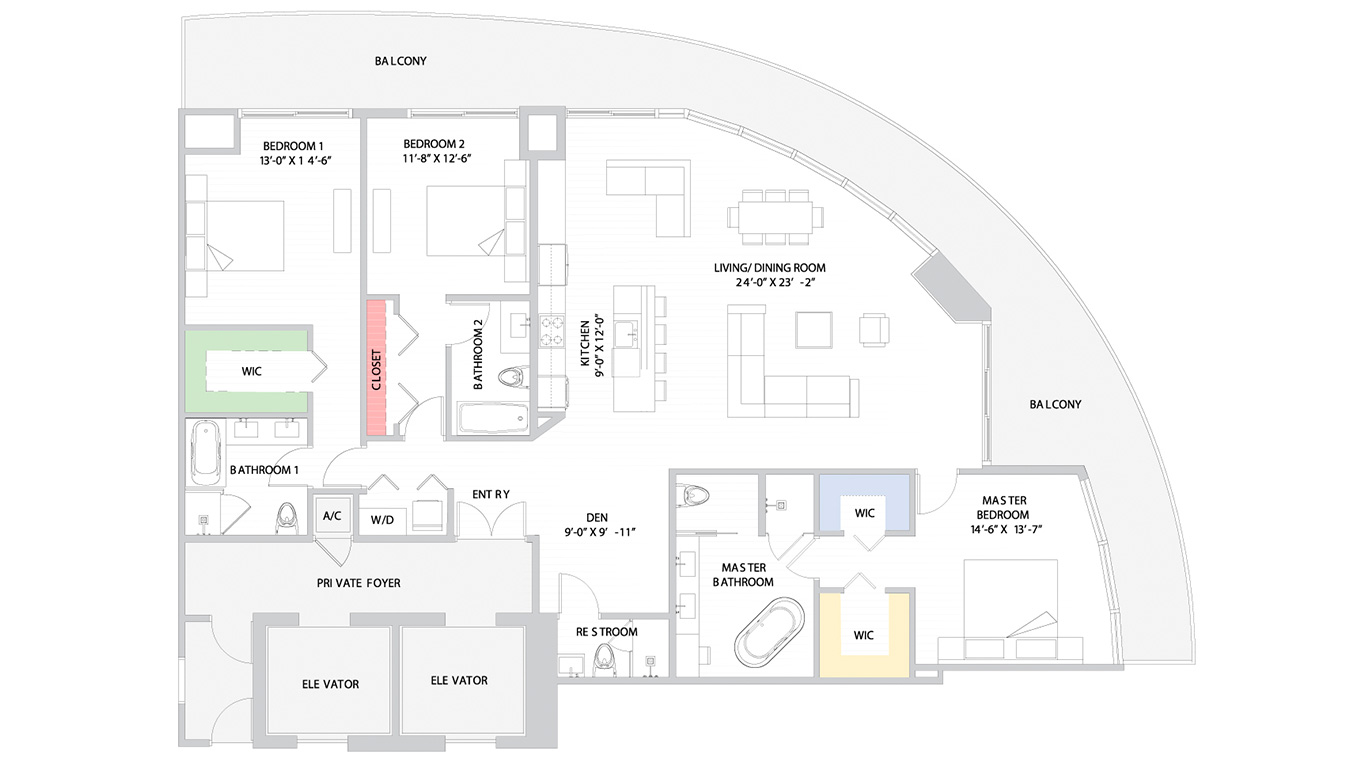 BALCONY
BEDROOM 1
13'-0" X 1 4'-6"
BEDROOM 2
11'-8" X 12'-6"
LIVING/ DINING ROOM
24'-0" X 23' -2"
KITCHEN
9'-0" X 12'-0"
BATHROOM 2
CLOSET
WIC
BALCONY
BATHROOM 1
ENTRY
A/C
W/D
DEN
9'-0" X 9' -11"
WIC
MASTER
BEDROOM
14'-6" X 13'-7"
MASTER
BATHROOM
PRIVATE FOYER
RESTROOM
WIC
ELEVATOR
ELEVATOR